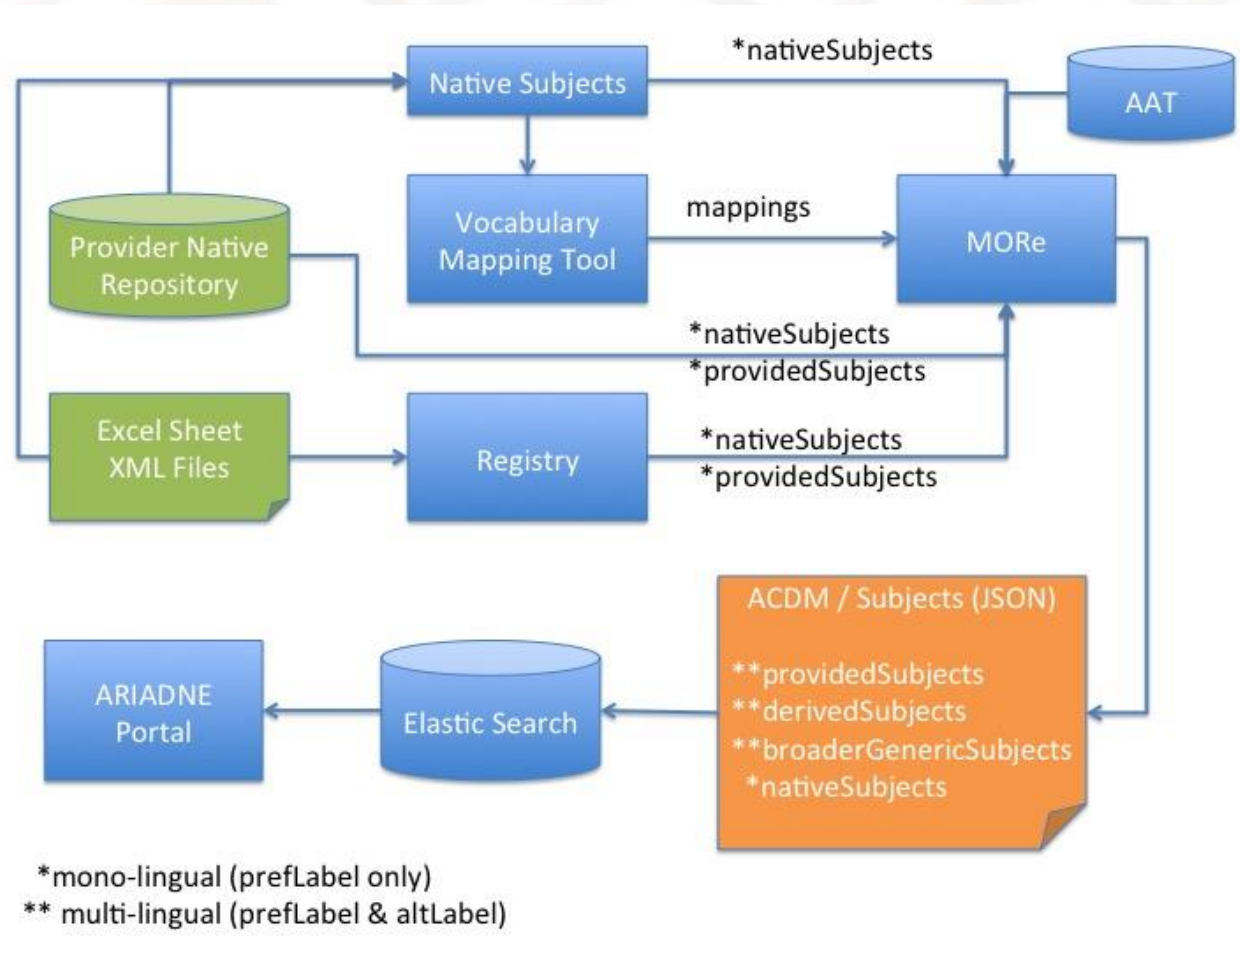 *nativeSubjects
Native Subjects
AAT
Vocabulary
Mapping Tool
mappings
MORe
Provider Native
Repository
*nativeSubjects
*providedSubjects
Excel Sheet
XML Files
Registry
*nativeSubjects
*providedSubjects
ACDM / Subjects (JSON)
**providedSubjects
**derivedSubjects
**broaderGenericSubjects
*nativeSubjects
Elastic Search
ARIADNE
Portal
*mono-lingual (prefLabel only)
** multi-lingual (prefLabel & altLabel)